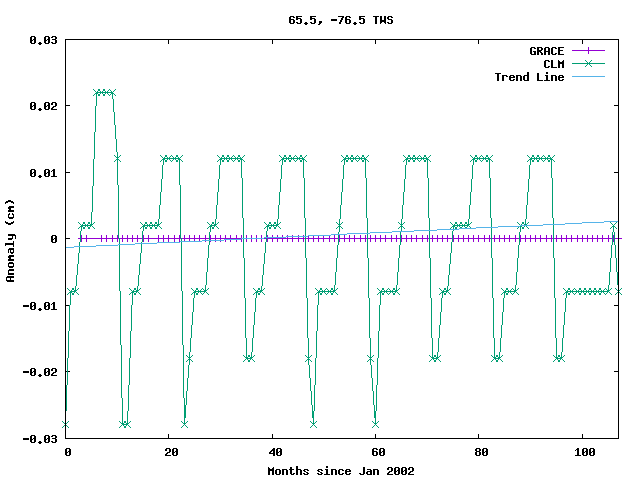 65.5, -76.5 TWS
GRACE
CLM
Trend Line
0.03
0.02
0.01
0
-0.01
-0.02
-0.03
Anomaly (cm)
0 20 40 60 80 100
Months since Jan 2002